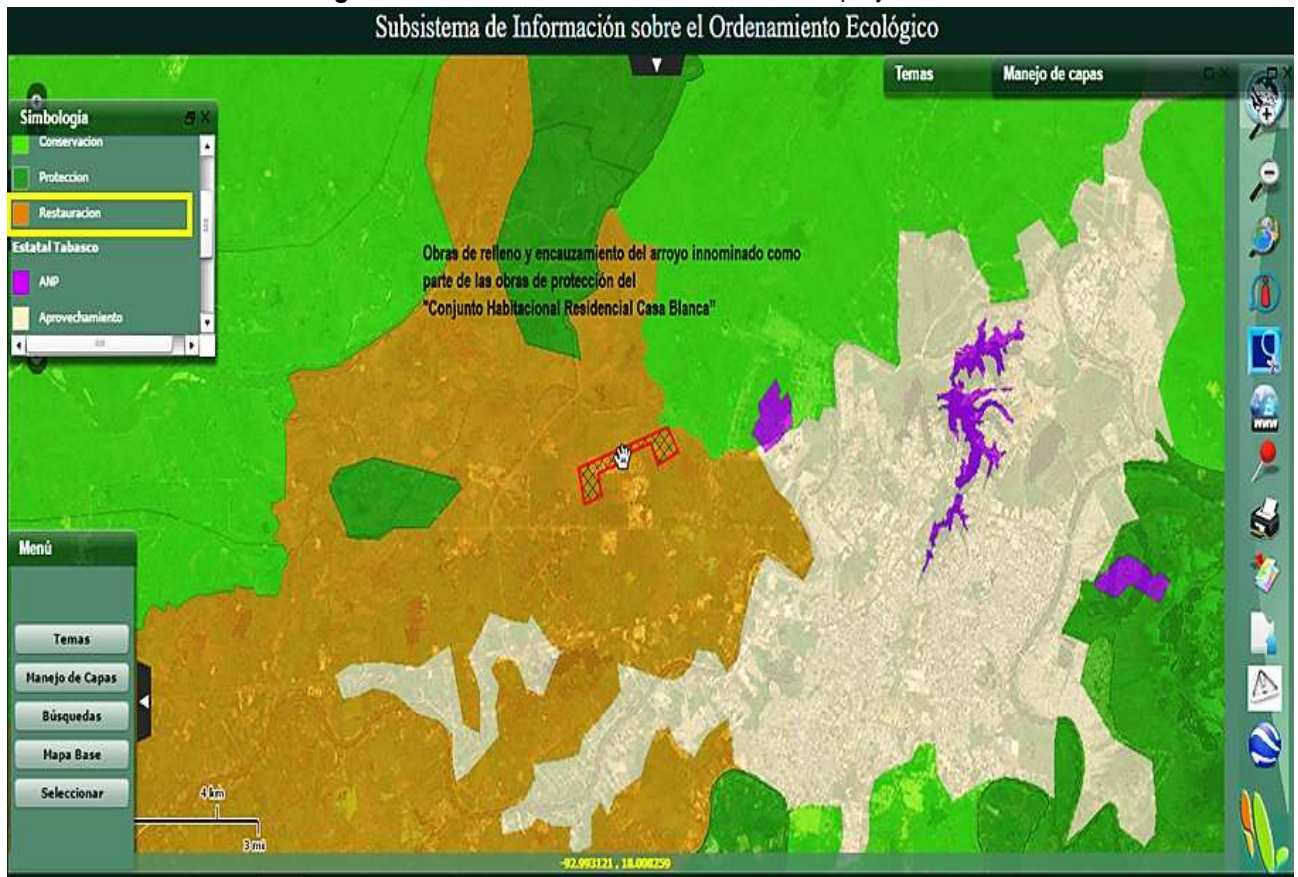 Subsistema de Información sobre el Ordenamiento Ecológico
Temas
Manejo de capas
Simbología
Conservacion
Proteccion
Restauracion
Estatal Tabasco
ANP
Aprovechamiento
Obras de relleno y encauzamiento del arroyo innominado como
parte de las obras de protección del
"Conjunto Habitacional Residencial Casa Blanca"
WWW
Menú
Temas
Manejo de Capas
Búsquedas
Mapa Base
Seleccionar
4 km
3 mi
-92.993121 , 18.008259